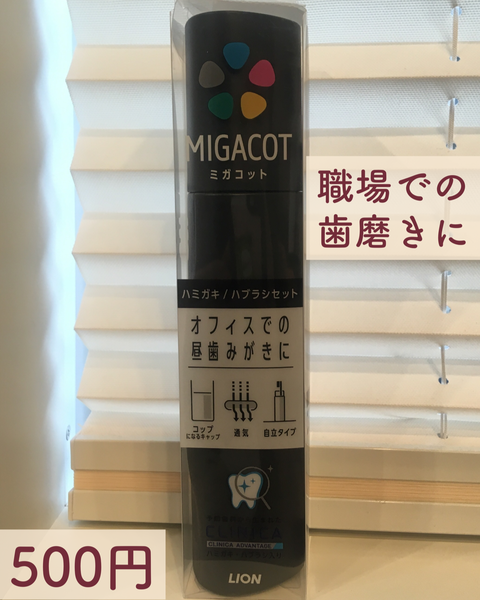 MIGACOT
ミガコット
職場での
歯磨きに
ハミガキ/ハブラシセット
オフィスでの
昼歯みがきに
コップ
になるキャップ
通気
自立タイプ
CLINICA ADVANTAGE
LION
500円